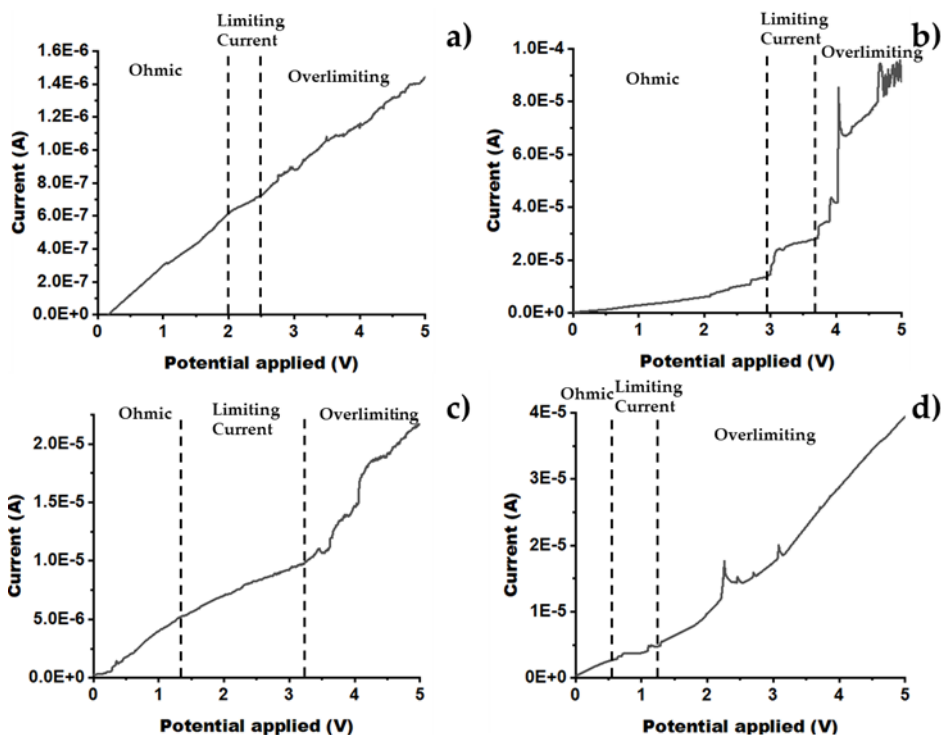 a)
Limiting
Current
Ohmic
Overlimiting
1.6E-6
1.4E-6
1.2E-6
1.0E-6
8.0E-7
6.0E-7
4.0E-7
2.0E-7
0.0E+0
Current (A)
0 1 2 3 4 5
Potential applied (V)
b)
Limiting
Current
Ohmic
Overlimiting
1.0E-4
8.0E-5
6.0E-5
4.0E-5
2.0E-5
0.0E+0
Current (A)
0 1 2 3 4 5
Potential applied (V)
c)
Ohmic
Limiting
Current
Overlimiting
2.0E-5
1.5E-5
1.0E-5
5.0E-6
0.0E+0
Current (A)
0 1 2 3 4 5
Potential applied (V)
d)
Ohmic
Limiting
Current
Overlimiting
4E-5
3E-5
2E-5
1E-5
0E+0
Current (A)
0 1 2 3 4 5
Potential applied (V)